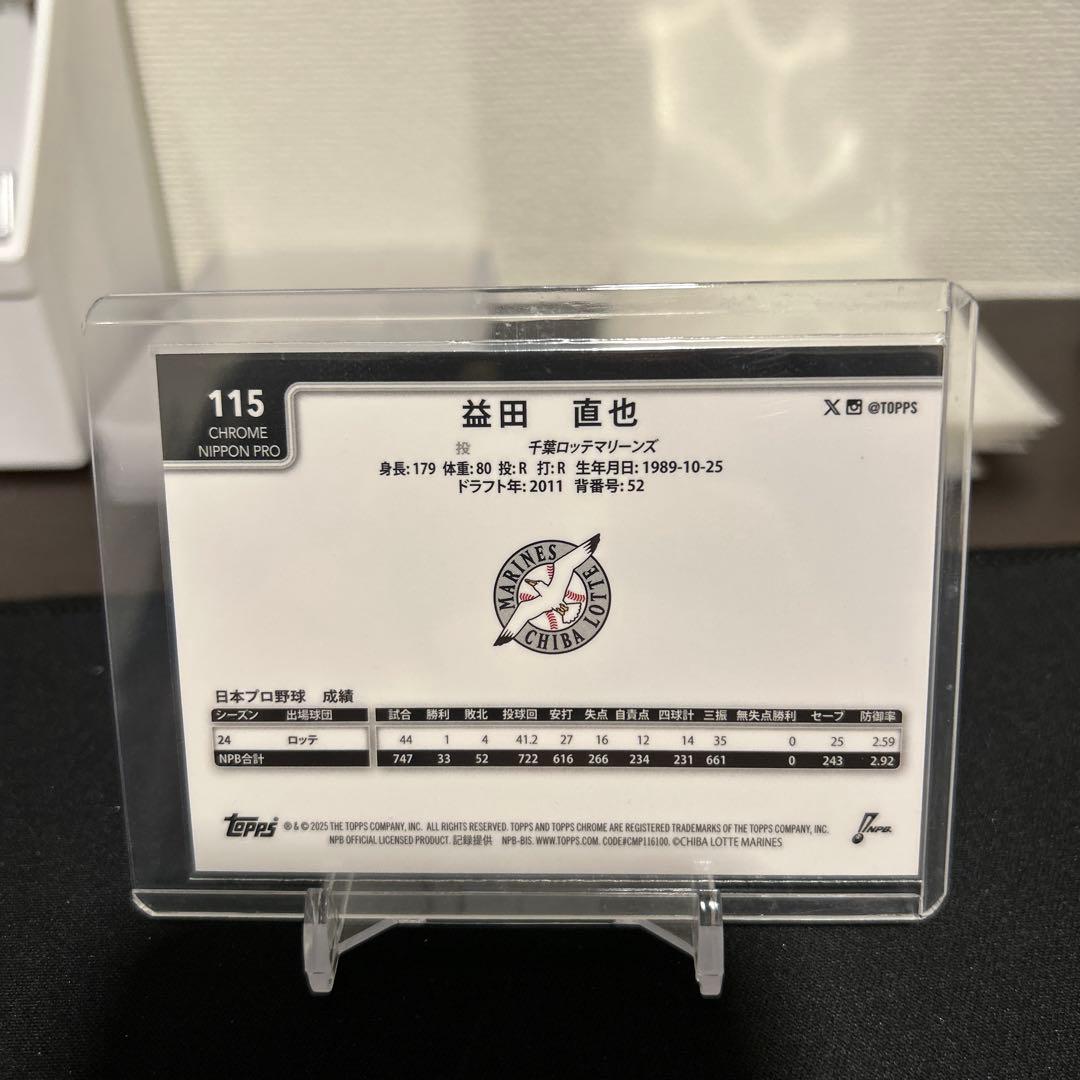 115
CHROME
NIPPON PRO
益田 直也
X @TOPPS
投 千葉ロッテマリーンズ
身長: 179 体重: 80 投: R 打: R 生年月日: 1989-10-25
ドラフト年: 2011 背番号: 52
MARINES
CHIBA LOTTE
日本プロ野球 成績
シーズン 出場球団 試合 勝利 敗北 投球回 安打 失点 自責点 四球計 三振 無失点勝利 セーブ 防御率
24 ロッテ 44 1 4 41.2 27 16 12 14 35 0 25 2.59
NPB合計 747 33 52 722 616 266 234 231 661 0 243 2.92
topps ® & © 2025 THE TOPPS COMPANY, INC. ALL RIGHTS RESERVED. TOPPS AND TOPPS CHROME ARE REGISTERED TRADEMARKS OF THE TOPPS COMPANY, INC.
NPB OFFICIAL LICENSED PRODUCT. 記録提供 NPB-BIS. WWW.TOPPS.COM. CODE#CMP116100. ©CHIBA LOTTE MARINES
NPB